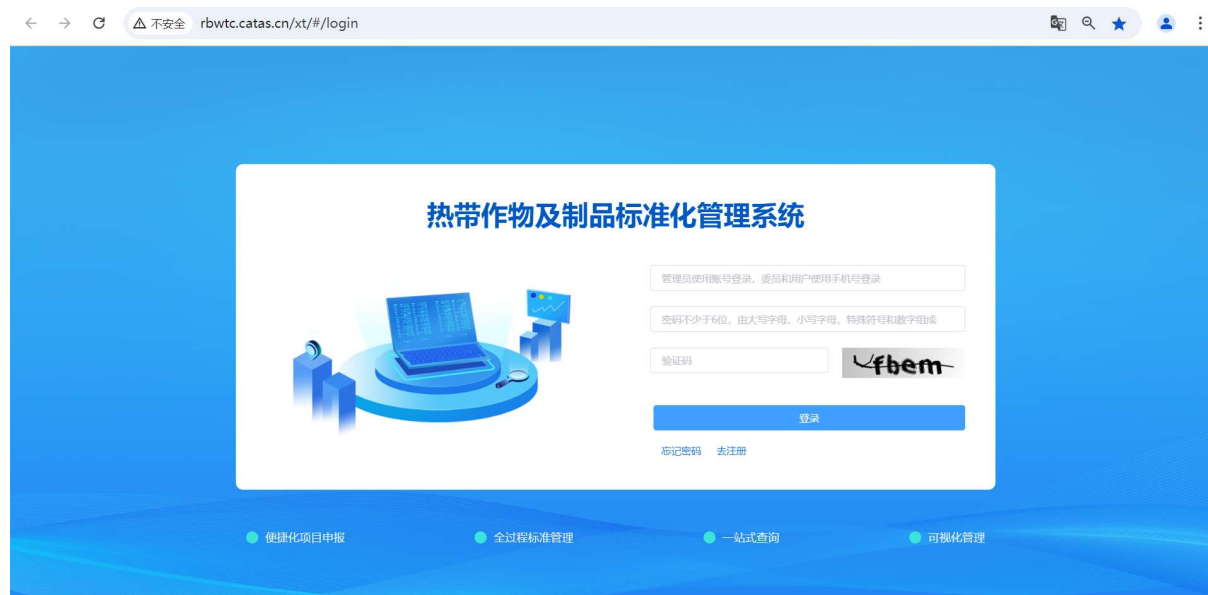 不安全 rbwtc.catas.cn/xt/#/login
热带作物及制品标准化管理系统
管理员使用账号登录、委员和用户使用手机号登录
密码不少于6位、由大写字母、小写字母、特殊符号和数字组成
验证码
登录
忘记密码 去注册
便捷化项目申报 全过程标准管理 一站式查询 可视化管理